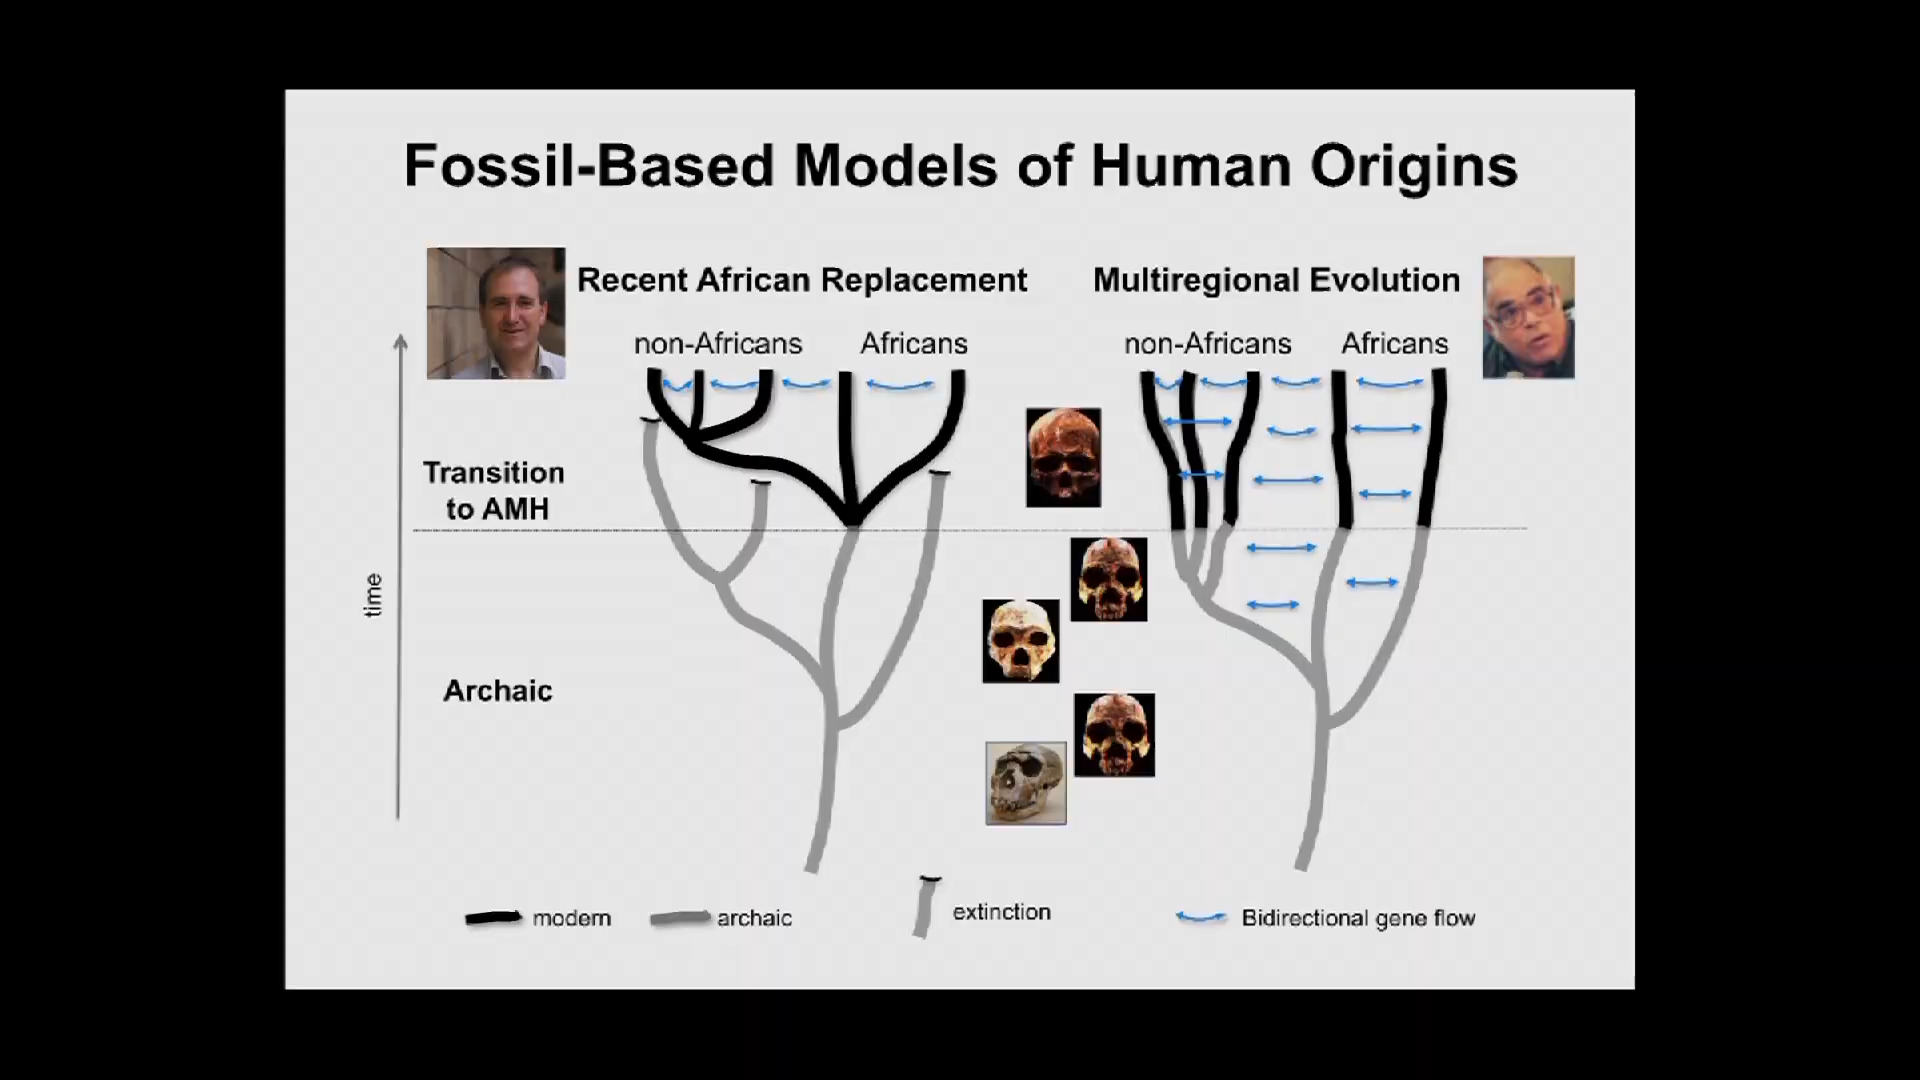 Fossil-Based Models of Human Origins
Recent African Replacement
Multiregional Evolution
non-Africans
Africans
non-Africans
Africans
Transition
to AMH
time
Archaic
modern
archaic
extinction
Bidirectional gene flow